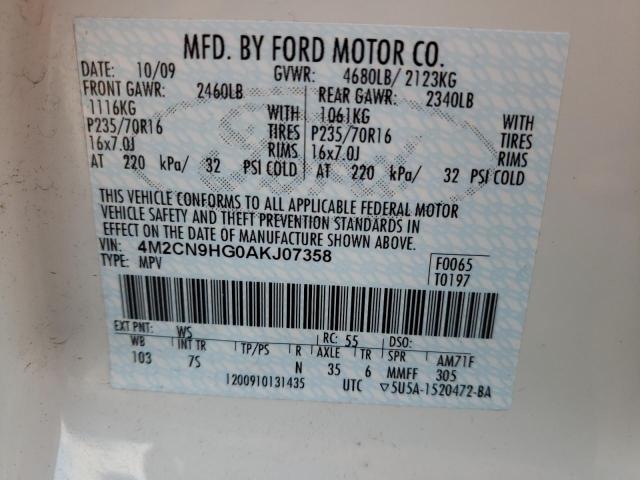 MFD. BY FORD MOTOR CO.
DATE: 10/09 GVWR: 4680LB/ 2123KG
FRONT GAWR: 2460LB REAR GAWR: 2340LB
1116KG WITH 1061KG WITH
P235/70R16 TIRES P235/70R16 TIRES
16x7.0J RIMS 16x7.0J RIMS
AT 220 kPa/ 32 PSI COLD AT 220 kPa/ 32 PSI COLD
THIS VEHICLE CONFORMS TO ALL APPLICABLE FEDERAL MOTOR
VEHICLE SAFETY AND THEFT PREVENTION STANDARDS IN
EFFECT ON THE DATE OF MANUFACTURE SHOWN ABOVE.
VIN: 4M2CN9HG0AKJ07358 F0065
TYPE: MPV T0197
EXT PNT: WS RC: 55 DSO:
WB INT TR TP/PS R AXLE TR SPR AM71F
103 7S N 35 6 MMFF 305
1200910131435 UTC ▽5U5A-1520472-BA
Ford